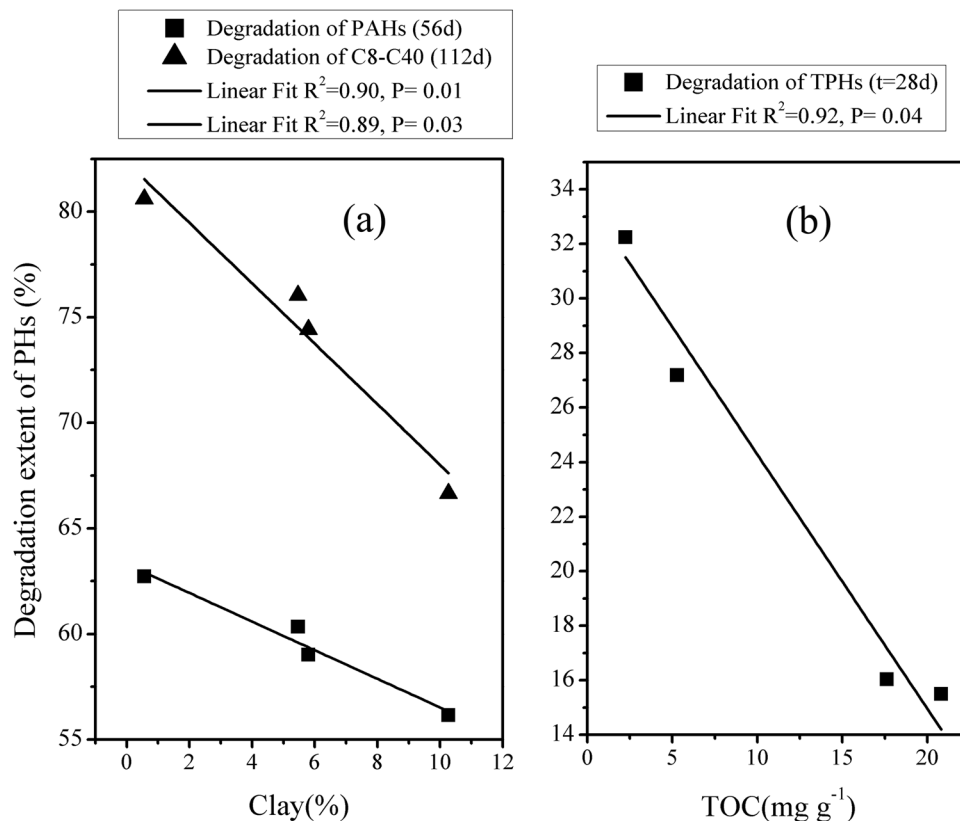 Degradation of PAHs (56d)
Degradation of C8-C40 (112d)
Linear Fit R²=0.90, P= 0.01
Linear Fit R²=0.89, P= 0.03
Degradation of TPHs (t=28d)
Linear Fit R²=0.92, P= 0.04
(a)
80
75
70
65
60
55
Degradation extent of PHs (%)
0 2 4 6 8 10 12
Clay(%)
(b)
34
32
30
28
26
24
22
20
18
16
14
0 5 10 15 20
TOC(mg g⁻¹)